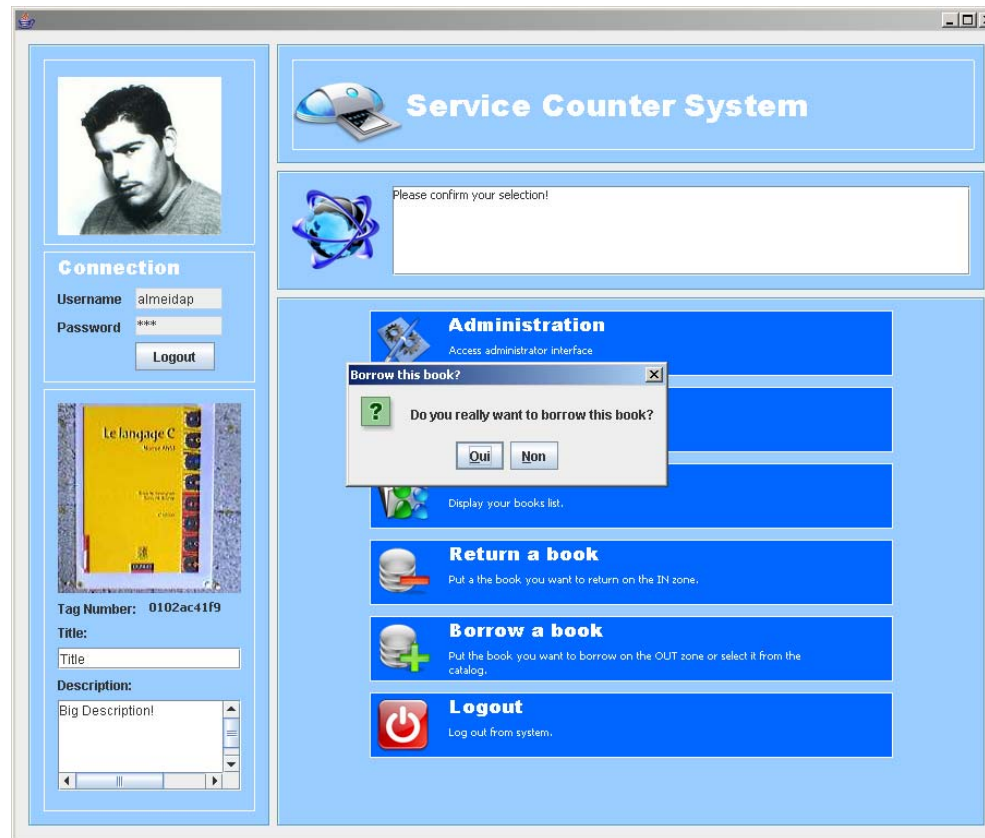 Service Counter System
Please confirm your selection!
Connection
Username almeidap
Password ***
Logout
Le langage C
Tag Number: 0102ac41f9
Title:
Title
Description:
Big Description!
Administration
Access administrator interface
Borrow this book?
Do you really want to borrow this book?
Oui Non
Display your books list.
Return a book
Put a the book you want to return on the IN zone.
Borrow a book
Put the book you want to borrow on the OUT zone or select it from the
catalog.
Logout
Log out from system.